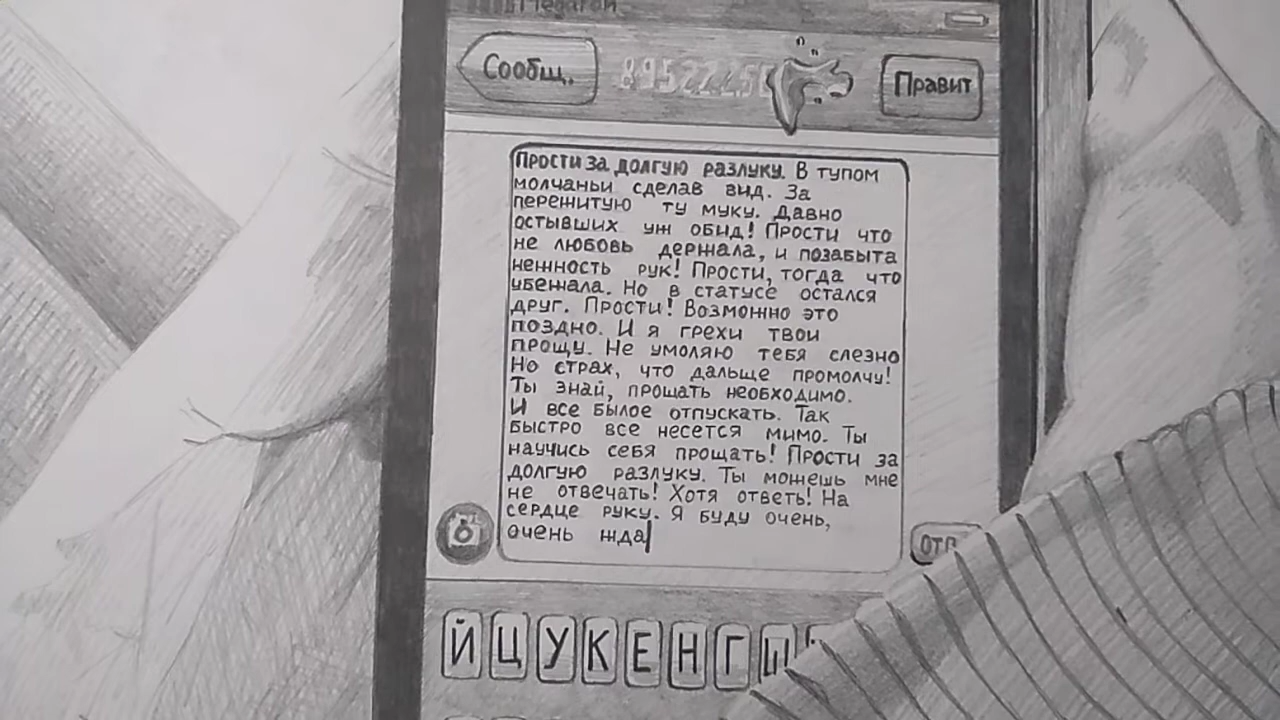 Сообщ.
Правит
Прости за долгую разлуку. В тупом
молчаньи сделав вид. За
пережитую ту муку. Давно
остывших уж обид! Прости что
не любовь держала, и позабыта
нежность рук! Прости, тогда что
убежала. Но в статусе остался
друг. Прости! Возможно это
поздно. И я грехи твои
прощу. Не умоляю тебя слезно
Но страх, что дальще промолчу!
Ты знай, прощать необходимо.
И все былое отпускать. Так
быстро все несется мимо. Ты
научись себя прощать! Прости за
долгую разлуку. Ты можешь мне
не отвечать! Хотя ответь! На
сердце руку. Я буду очень,
очень жда
Отп
Й Ц У К Е Н Г Ш